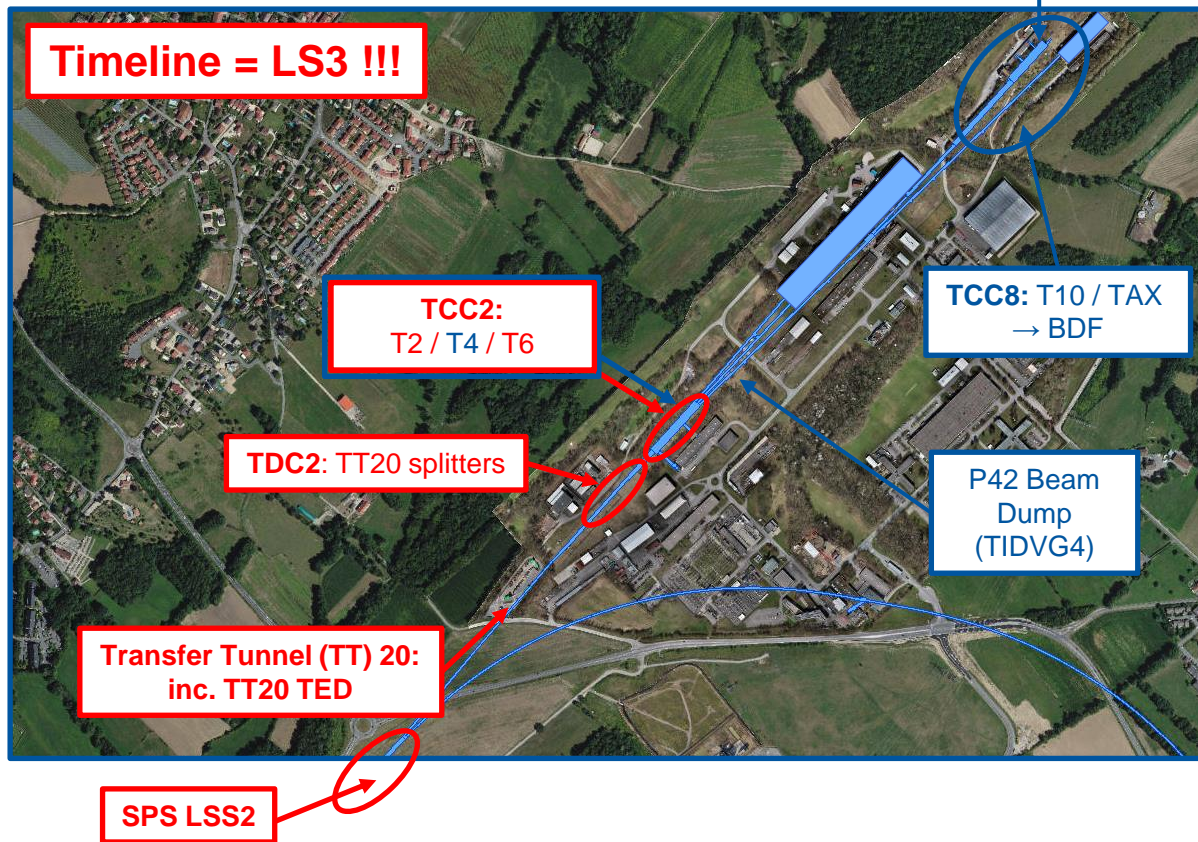 Timeline = LS3 !!!
TCC2:
T2 / T4 / T6
TCC8: T10 / TAX
→ BDF
TDC2: TT20 splitters
P42 Beam
Dump
(TIDVG4)
Transfer Tunnel (TT) 20:
inc. TT20 TED
SPS LSS2